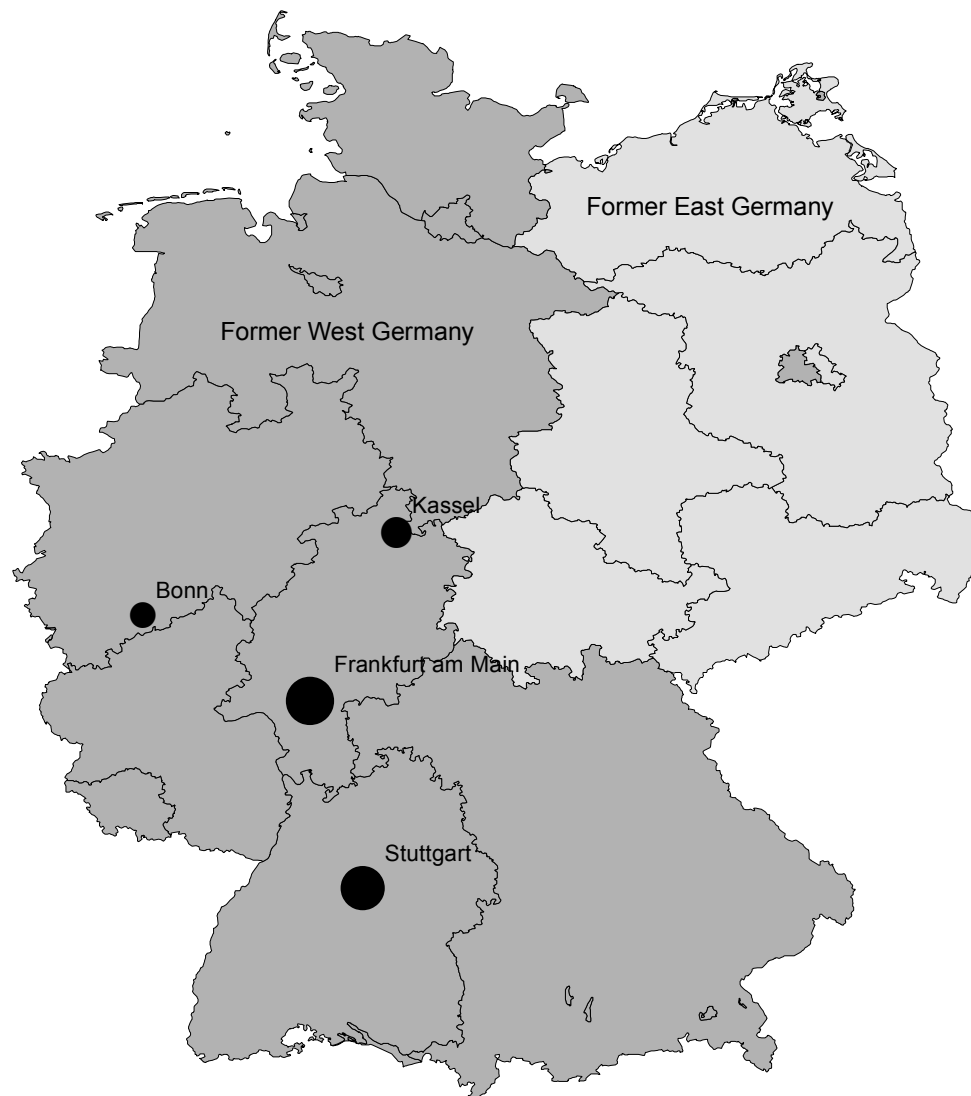 Former East Germany
Former West Germany
Kassel
Bonn
Frankfurt am Main
Stuttgart